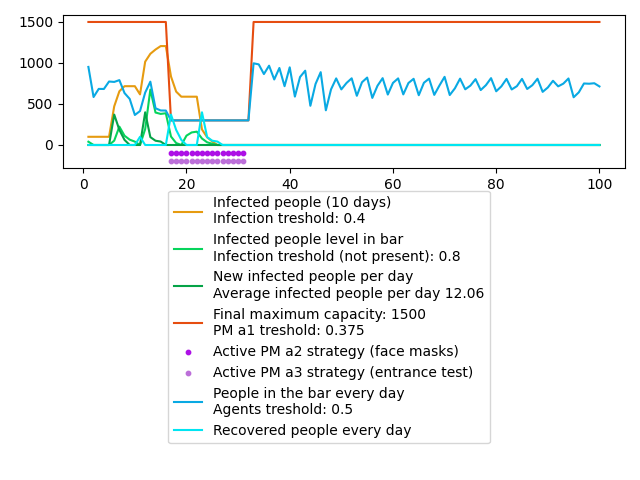 1500
1000
500
0
0
20
40
60
80
100
Infected people (10 days)
Infection treshold: 0.4
Infected people level in bar
Infection treshold (not present): 0.8
New infected people per day
Average infected people per day 12.06
Final maximum capacity: 1500
PM a1 treshold: 0.375
Active PM a2 strategy (face masks)
Active PM a3 strategy (entrance test)
People in the bar every day
Agents treshold: 0.5
Recovered people every day